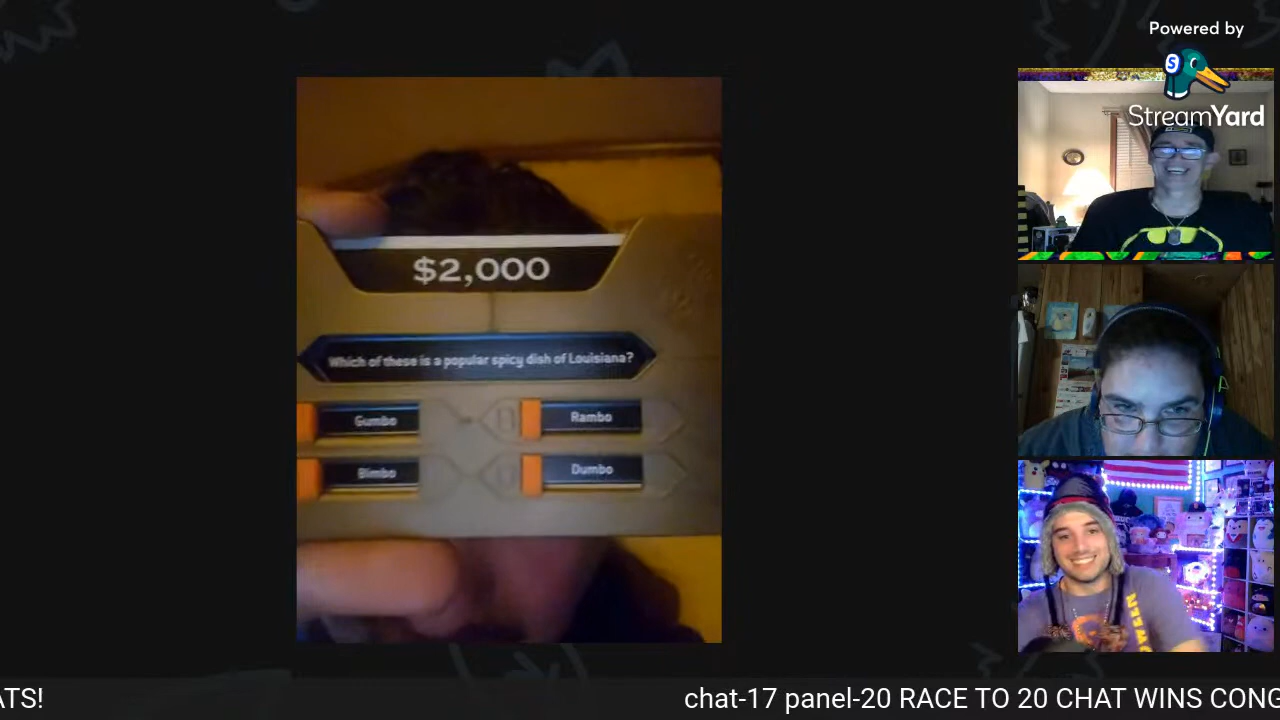 Powered by
StreamYard
$2,000
Which of these is a popular spicy dish of Louisiana?
Gumbo
Rambo
Bimbo
Dumbo
ATS!
chat-17 panel-20 RACE TO 20 CHAT WINS CONG